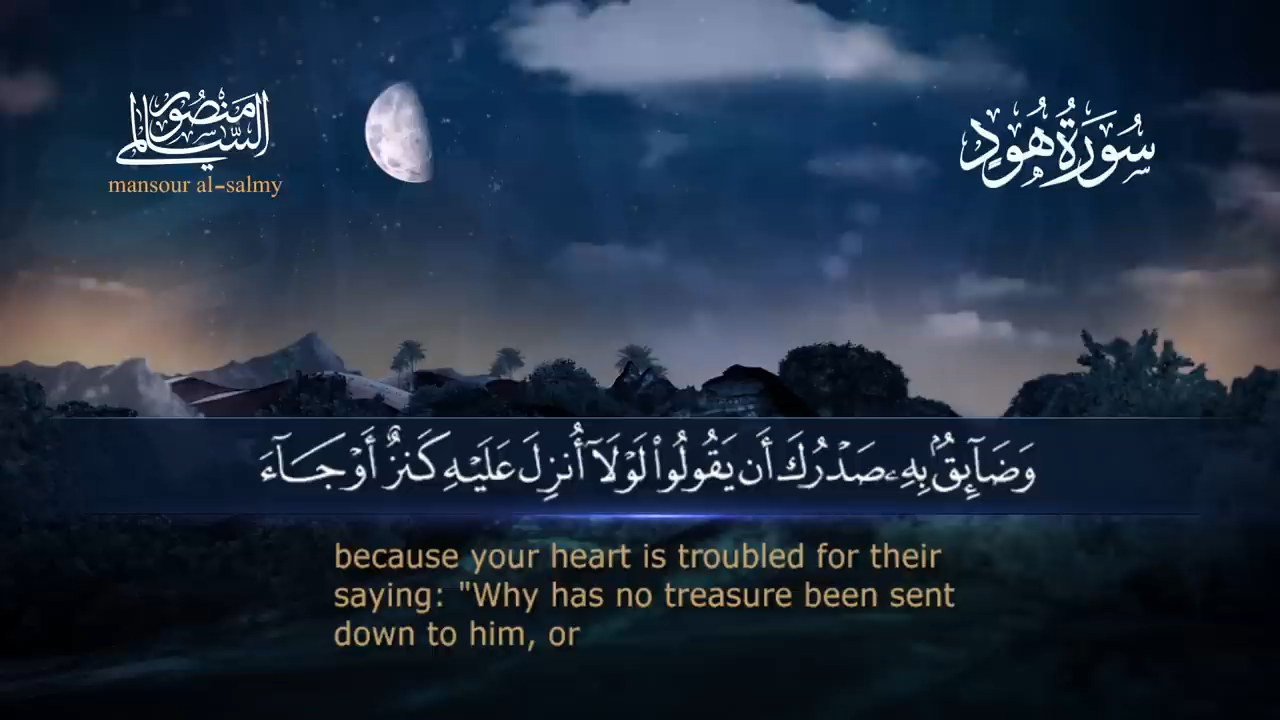 منصور السالمي
mansour al-salmy
سُورَةُ هُودٍ
وَضَآئِقٌۢ بِهِۦ صَدْرُكَ أَن يَقُولُوا۟ لَوْلَآ أُنزِلَ عَلَيْهِ كَنزٌ أَوْ جَآءَ
because your heart is troubled for their
saying: "Why has no treasure been sent
down to him, or